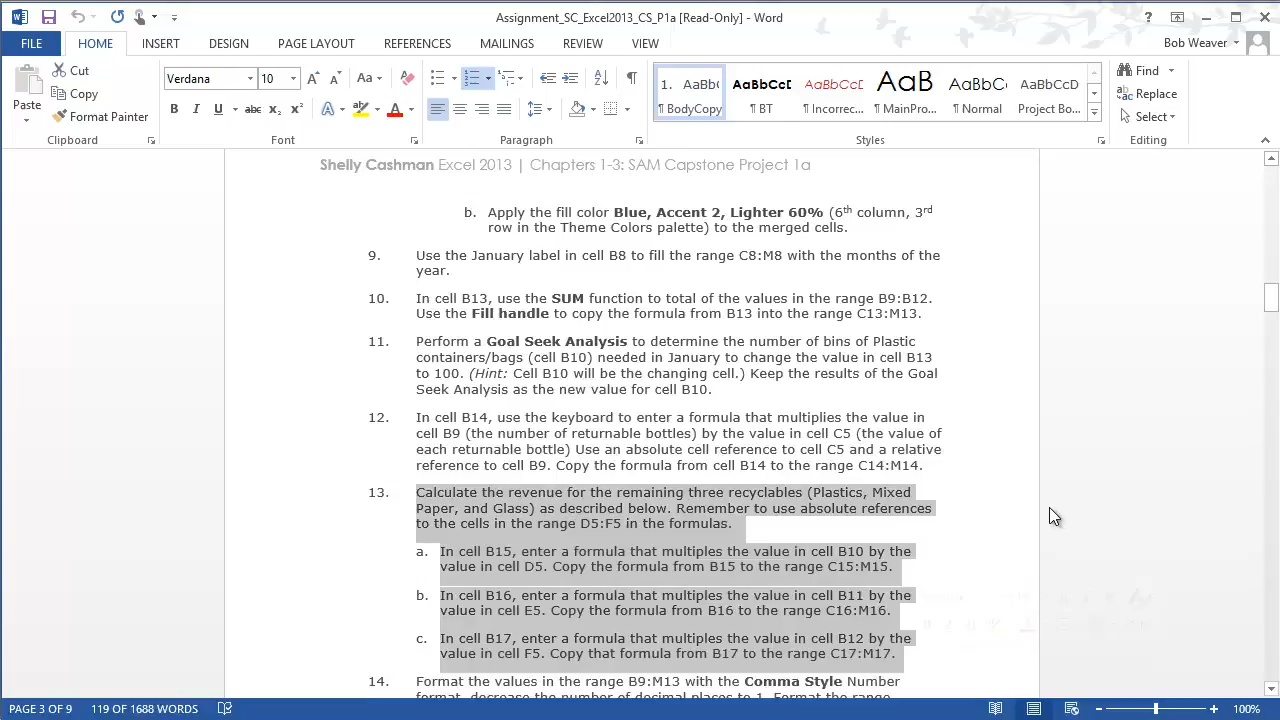 Assignment_SC_Excel2013_CS_P1a [Read-Only] - Word
FILE HOME INSERT DESIGN PAGE LAYOUT REFERENCES MAILINGS REVIEW VIEW Bob Weaver
Paste
Cut
Copy
Format Painter
Clipboard
Verdana 10
Font
Paragraph
1. AaBbC AaBbCcD AaBbCcD AaB AaBbCc AaBbCcD
¶ BodyCopy ¶ BT ¶ Incorrec... ¶ MainPro... ¶ Normal Project Bo...
Styles
Find
Replace
Select
Editing
Shelly Cashman Excel 2013 | Chapters 1-3: SAM Capstone Project 1a
b. Apply the fill color Blue, Accent 2, Lighter 60% (6th column, 3rd
row in the Theme Colors palette) to the merged cells.
9. Use the January label in cell B8 to fill the range C8:M8 with the months of the
year.
10. In cell B13, use the SUM function to total of the values in the range B9:B12.
Use the Fill handle to copy the formula from B13 into the range C13:M13.
11. Perform a Goal Seek Analysis to determine the number of bins of Plastic
containers/bags (cell B10) needed in January to change the value in cell B13
to 100. (Hint: Cell B10 will be the changing cell.) Keep the results of the Goal
Seek Analysis as the new value for cell B10.
12. In cell B14, use the keyboard to enter a formula that multiplies the value in
cell B9 (the number of returnable bottles) by the value in cell C5 (the value of
each returnable bottle) Use an absolute cell reference to cell C5 and a relative
reference to cell B9. Copy the formula from cell B14 to the range C14:M14.
13. Calculate the revenue for the remaining three recyclables (Plastics, Mixed
Paper, and Glass) as described below. Remember to use absolute references
to the cells in the range D5:F5 in the formulas.
a. In cell B15, enter a formula that multiples the value in cell B10 by the
value in cell D5. Copy the formula from B15 to the range C15:M15.
b. In cell B16, enter a formula that multiples the value in cell B11 by the
value in cell E5. Copy the formula from B16 to the range C16:M16.
c. In cell B17, enter a formula that multiples the value in cell B12 by the
value in cell F5. Copy that formula from B17 to the range C17:M17.
14. Format the values in the range B9:M13 with the Comma Style Number
format, decrease the number of decimal places to 1. Format the range
PAGE 3 OF 9 119 OF 1688 WORDS 100%